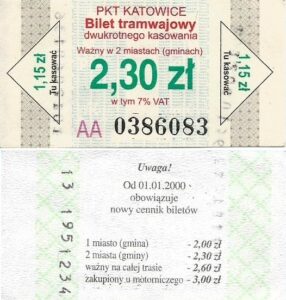 PKT KATOWICE
Bilet tramwajowy
dwukrotnego kasowania
Ważny w 2 miastach (gminach)
1,15 zł
Tu kasować
2,30 zł
1,15 zł
Tu kasować
w tym 7% VAT
AA 0386083
Uwaga!
Od 01.01.2000
obowiązuje
nowy cennik biletów
1 miasto (gmina) - 2,00 zł
2 miasta (gminy) - 2,30 zł
ważny na całej trasie - 2,60 zł
zakupiony u motorniczego - 3,00 zł
13 1951234